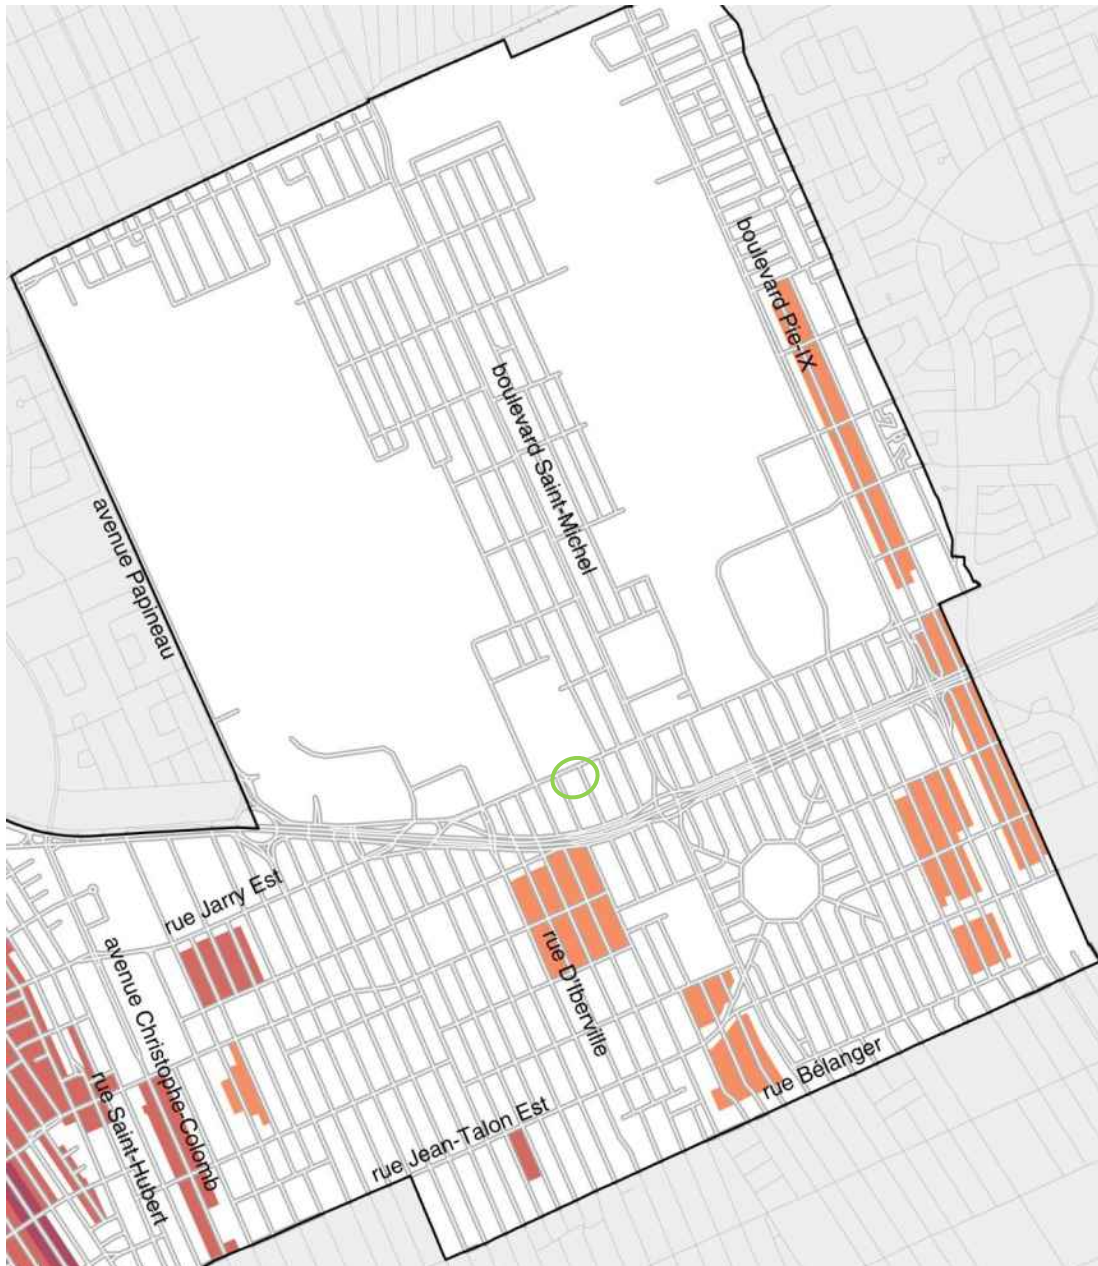 boulevard Pie-IX
boulevard Saint-Michel
avenue Papineau
rue Jarry Est
rue D'Iberville
avenue Christophe-Colomb
rue Saint-Hubert
rue Jean-Talon Est
rue Bélanger